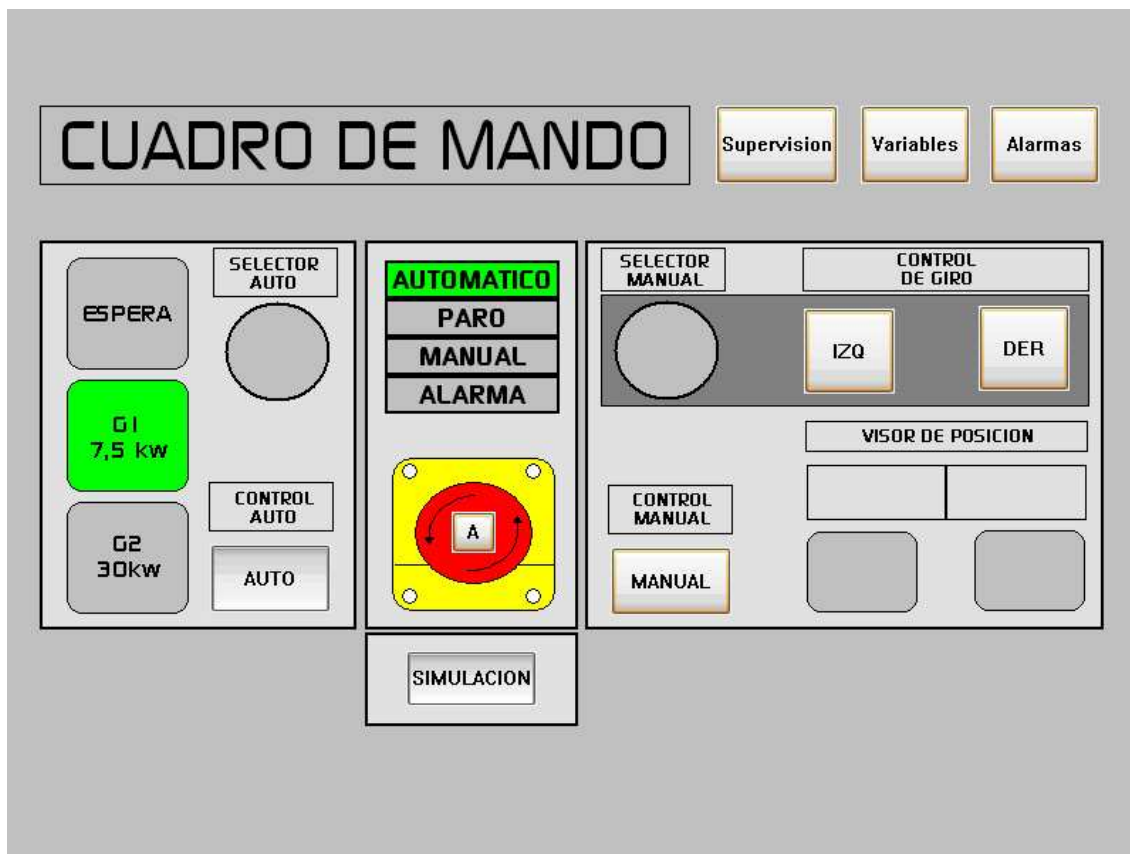 CUADRO DE MANDO
Supervision
Variables
Alarmas
ESPERA
G1
7,5 kw
G2
30kw
SELECTOR
AUTO
CONTROL
AUTO
AUTO
AUTOMATICO
PARO
MANUAL
ALARMA
A
SIMULACION
SELECTOR
MANUAL
CONTROL
DE GIRO
IZQ
DER
VISOR DE POSICION
CONTROL
MANUAL
MANUAL